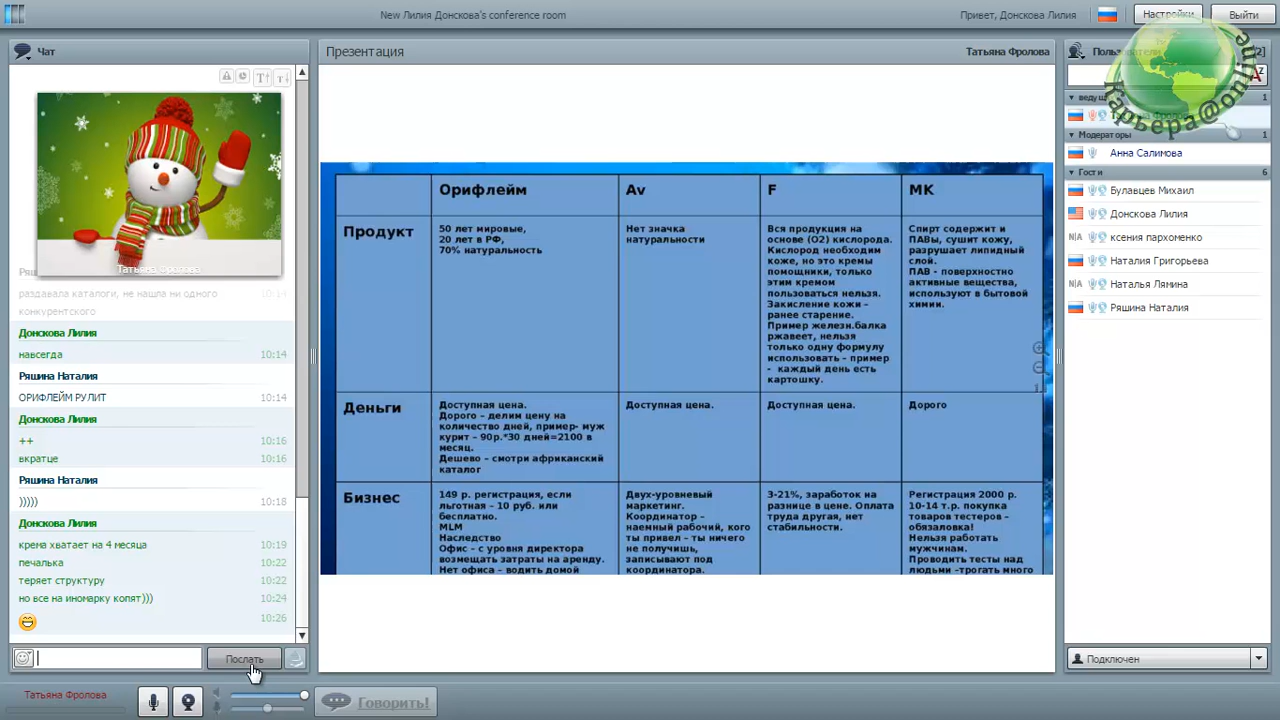 New Лилия Донскова's conference room
Привет, Донскова Лилия
Настройки
Выйти
Чат
Татьяна Фролова
раздавала каталоги, не нашла ни одного
10:14
конкурентского
Донскова Лилия
навсегда 10:14
Ряшина Наталия
ОРИФЛЕЙМ РУЛИТ 10:14
Донскова Лилия
++ 10:16
вкратце 10:16
Ряшина Наталия
))))) 10:18
Донскова Лилия
крема хватает на 4 месяца 10:19
печалька 10:22
теряет структуру 10:22
но все на иномарку копят))) 10:24
10:26
Послать
Татьяна Фролова
Говорить!
Презентация
Татьяна Фролова
Орифлейм
Av
F
МК
Продукт
50 лет мировые,
20 лет в РФ,
70% натуральность
Нет значка
натуральности
Вся продукция на
основе (О2) кислорода.
Кислород необходим
коже, но это кремы
помощники, только
этим кремом
пользоваться нельзя.
Закисление кожи –
ранее старение.
Пример железн.балка
ржавеет, нельзя
только одну формулу
использовать – пример
- каждый день есть
картошку.
Спирт содержит и
ПАВы, сушит кожу,
разрушает липидный
слой.
ПАВ - поверхностно
активные вещества,
используют в бытовой
химии.
Деньги
Доступная цена.
Дорого – делим цену на
количество дней, пример- муж
курит – 90р.*30 дней=2100 в
месяц.
Дешево – смотри африканский
каталог
Доступная цена.
Доступная цена.
Дорого
Бизнес
149 р. регистрация, если
льготная – 10 руб. или
бесплатно.
MLM
Наследство
Офис – с уровня директора
возмещать затраты на аренду.
Нет офиса – водить домой
Двух-уровневый
маркетинг.
Координатор –
наемный рабочий, кого
ты привел – ты ничего
не получишь,
записывают под
координатора.
3-21%, заработок на
разнице в цене. Оплата
труда другая, нет
стабильности.
Регистрация 2000 р.
10-14 т.р. покупка
товаров тестеров –
обязаловка!
Нельзя работать
мужчинам.
Проводить тесты над
людьми –трогать много
Карьера@online
Модераторы 1
Анна Салимова
Гости 6
Булавцев Михаил
Донскова Лилия
N/A ксения пархоменко
Наталия Григорьева
N/A Наталья Лямина
Ряшина Наталия
Подключен